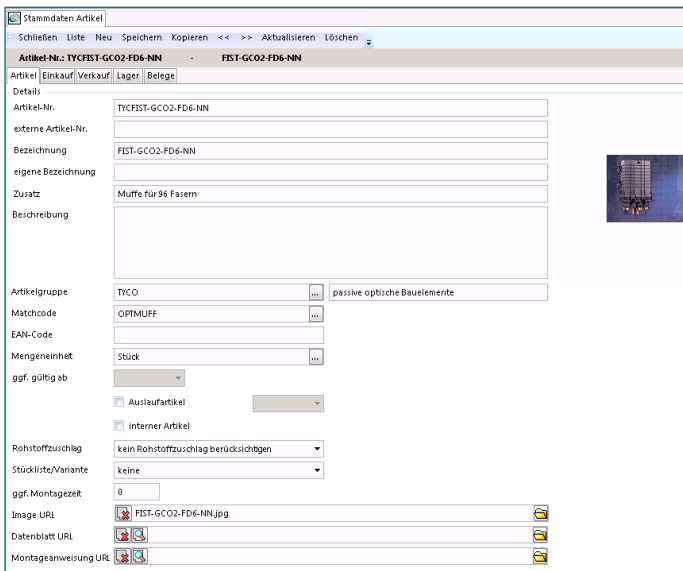 Stammdaten Artikel
Schließen Liste Neu Speichern Kopieren << >> Aktualisieren Löschen
Artikel-Nr.: TYCFIST-GCO2-FD6-NN - FIST-GCO2-FD6-NN
Artikel Einkauf Verkauf Lager Belege
Details
Artikel-Nr. TYCFIST-GCO2-FD6-NN
externe Artikel-Nr.
Bezeichnung FIST-GCO2-FD6-NN
eigene Bezeichnung
Zusatz Muffe für 96 Fasern
Beschreibung
Artikelgruppe TYCO ... passive optische Bauelemente
Matchcode OPTMUFF ...
EAN-Code
Mengeneinheit Stück ...
ggf. gültig ab
Auslaufartikel
interner Artikel
Rohstoffzuschlag kein Rohstoffzuschlag berücksichtigen
Stückliste/Variante keine
ggf. Montagezeit 0
Image URL FIST-GCO2-FD6-NN.jpg
Datenblatt URL
Montageanweisung URL